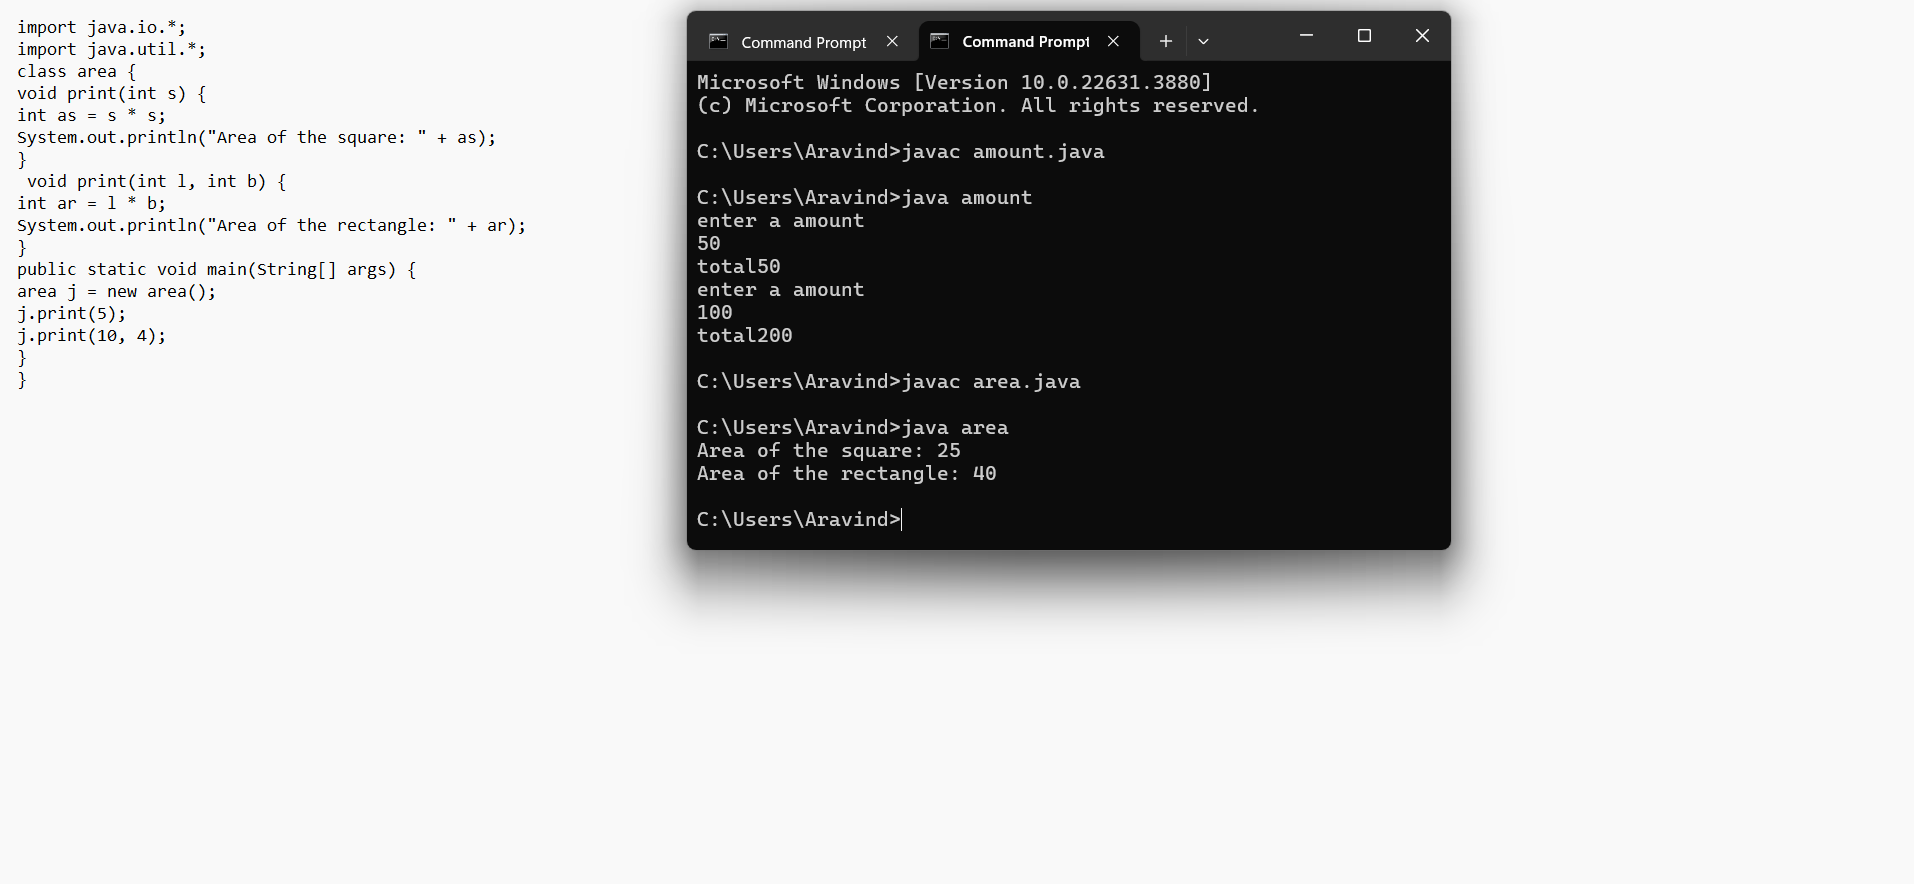 import java.io.*;
import java.util.*;
class area {
void print(int s) {
int as = s * s;
System.out.println("Area of the square: " + as);
}
 void print(int l, int b) {
int ar = l * b;
System.out.println("Area of the rectangle: " + ar);
}
public static void main(String[] args) {
area j = new area();
j.print(5);
j.print(10, 4);
}
}
Command Prompt
Command Prompt
Microsoft Windows [Version 10.0.22631.3880]
(c) Microsoft Corporation. All rights reserved.
C:\Users\Aravind>javac amount.java
C:\Users\Aravind>java amount
enter a amount
50
total50
enter a amount
100
total200
C:\Users\Aravind>javac area.java
C:\Users\Aravind>java area
Area of the square: 25
Area of the rectangle: 40
C:\Users\Aravind>